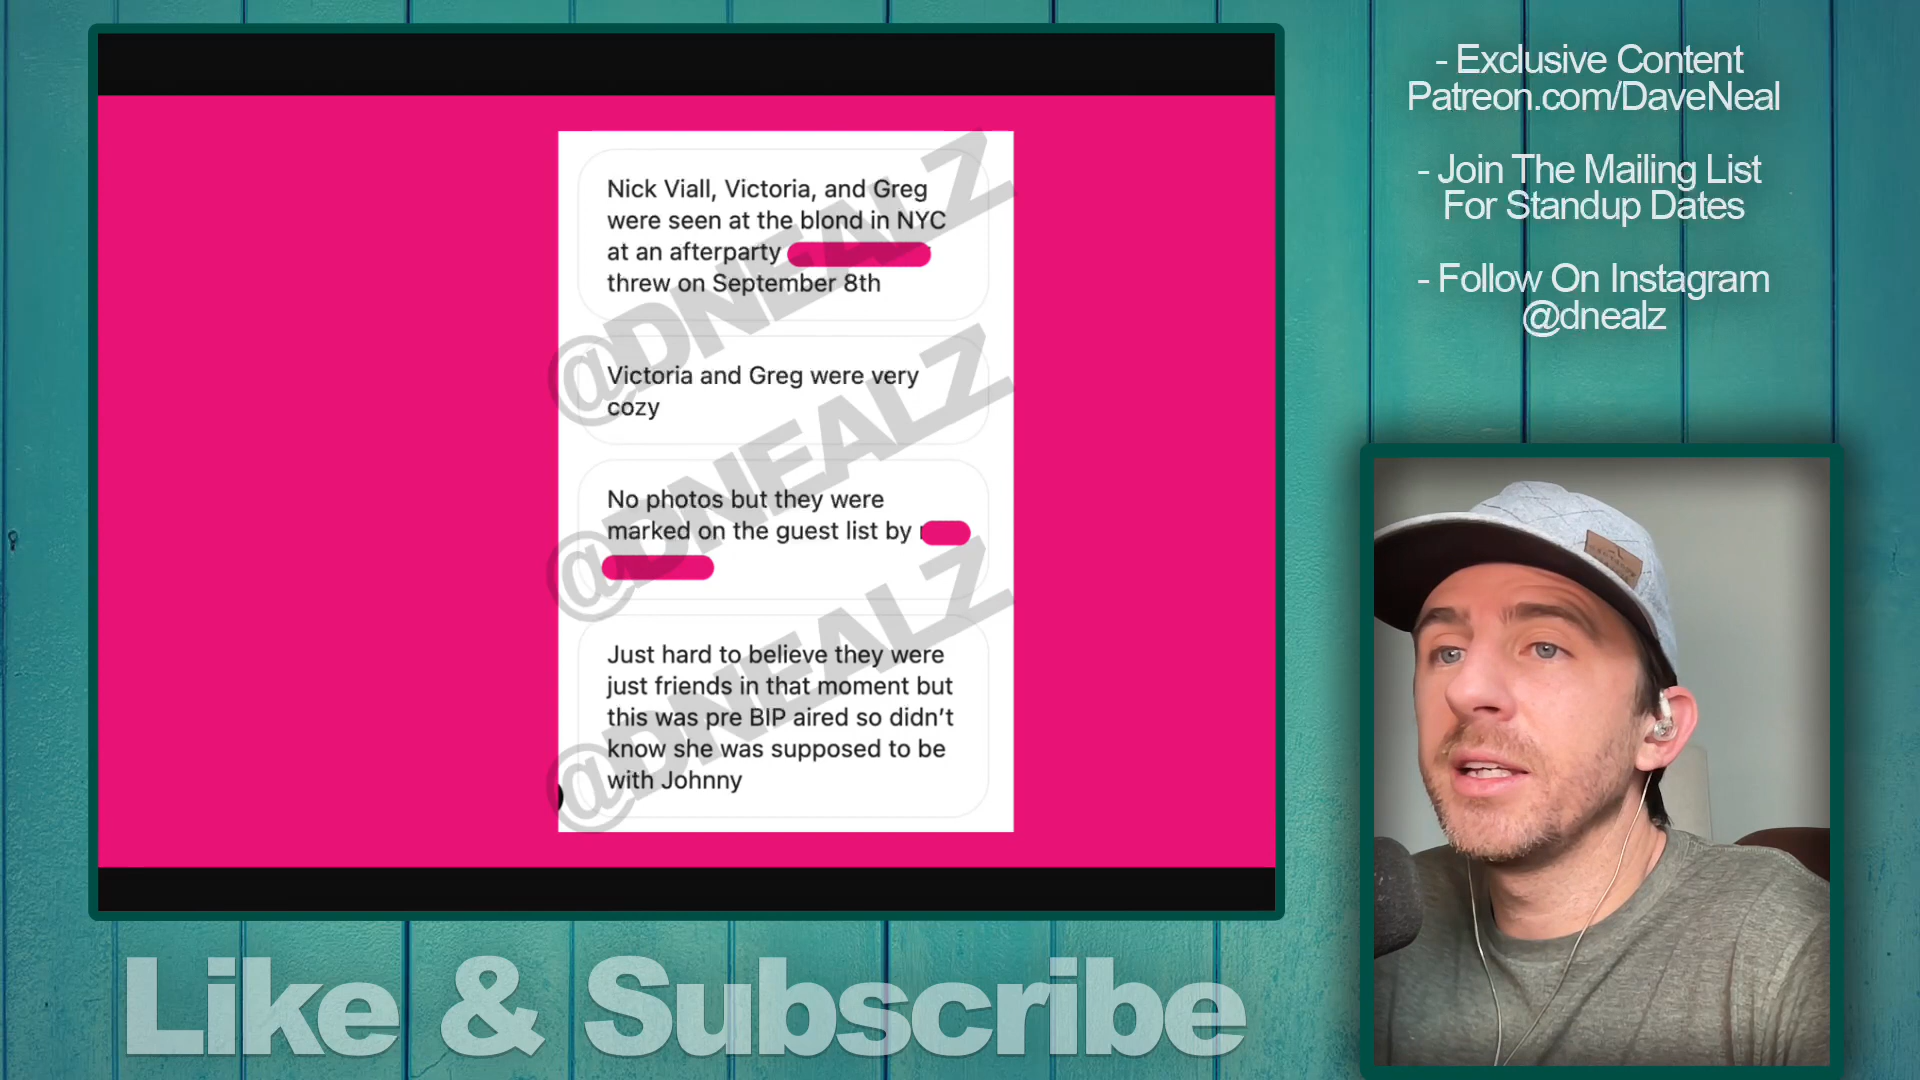 Nick Viall, Victoria, and Greg
were seen at the blond in NYC
at an afterparty
threw on September 8th
Victoria and Greg were very
cozy
No photos but they were
marked on the guest list by
Just hard to believe they were
just friends in that moment but
this was pre BIP aired so didn't
know she was supposed to be
with Johnny
@DNEALZ
@DNEALZ
@DNEALZ
- Exclusive Content
Patreon.com/DaveNeal
- Join The Mailing List
For Standup Dates
- Follow On Instagram
@dnealz
Like & Subscribe